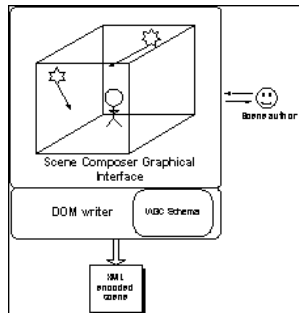 Scene author
Scene Composer Graphical
Interface
DOM writer
Schema
XML
encoded
scene